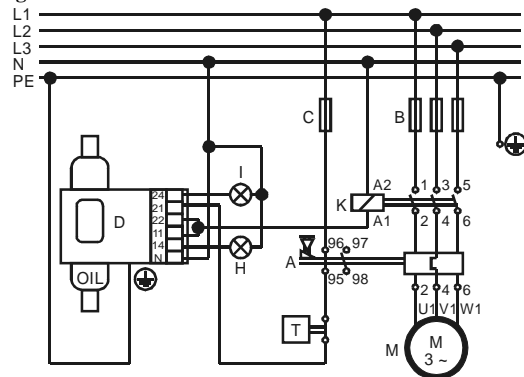 L1
L2
L3
N
PE
C
B
I
24
21
22
11
14
N
D
OIL
H
K
A2
A1
1 3 5
2 4 6
A
96 97
95 98
T
2 4 6
U1 V1 W1
M
M
3 ~